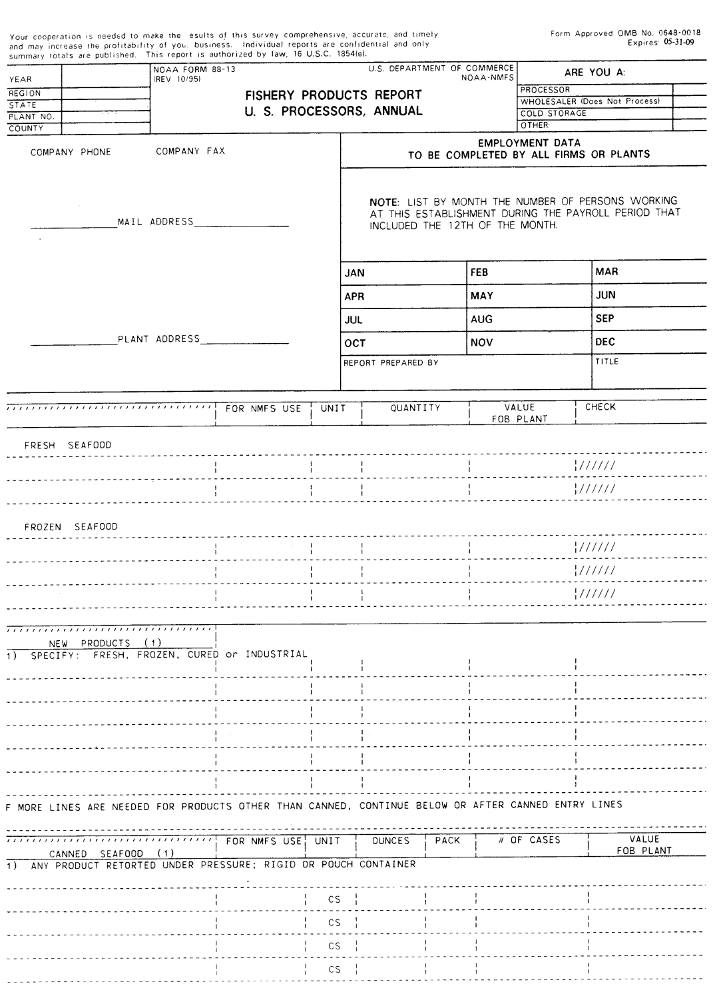 Your cooperation is needed to make the esults of this survey comprehensive, accurate, and timely
and may increase the profitability of you business. Individual reports are confidential and only
summary totals are published. This report is authorized by law, 16 U.S.C. 1854(e).
Form Approved OMB No. 0648-0018
Expires: 05-31-09
YEAR
REGION
STATE
PLANT NO.
COUNTY
NOAA FORM 88-13
(REV 10/95)
U.S. DEPARTMENT OF COMMERCE
NOAA-NMFS
FISHERY PRODUCTS REPORT
U. S. PROCESSORS, ANNUAL
ARE YOU A:
PROCESSOR
WHOLESALER (Does Not Process)
COLD STORAGE
OTHER:
COMPANY PHONE COMPANY FAX
MAIL ADDRESS
PLANT ADDRESS
EMPLOYMENT DATA
TO BE COMPLETED BY ALL FIRMS OR PLANTS
NOTE: LIST BY MONTH THE NUMBER OF PERSONS WORKING
AT THIS ESTABLISHMENT DURING THE PAYROLL PERIOD THAT
INCLUDED THE 12TH OF THE MONTH.
JAN FEB MAR
APR MAY JUN
JUL AUG SEP
OCT NOV DEC
REPORT PREPARED BY TITLE
FOR NMFS USE UNIT QUANTITY VALUE CHECK
FOB PLANT
FRESH SEAFOOD
//////
//////
FROZEN SEAFOOD
//////
//////
//////
NEW PRODUCTS (1)
1) SPECIFY: FRESH, FROZEN, CURED or INDUSTRIAL
F MORE LINES ARE NEEDED FOR PRODUCTS OTHER THAN CANNED, CONTINUE BELOW OR AFTER CANNED ENTRY LINES
FOR NMFS USE UNIT OUNCES PACK # OF CASES VALUE
CANNED SEAFOOD (1) FOB PLANT
1) ANY PRODUCT RETORTED UNDER PRESSURE; RIGID OR POUCH CONTAINER
CS
CS
CS
CS